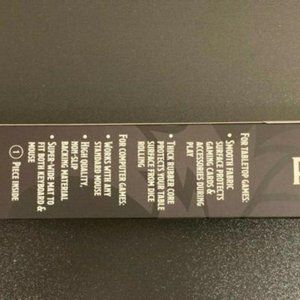 FOR TABLETOP GAMES:
• SMOOTH FABRIC
SURFACE PROTECTS
GAMING CARDS &
ACCESSORIES DURING
PLAY
• THICK RUBBER CORE
PROTECTS YOUR TABLE
SURFACE FROM DICE
ROLLING
FOR COMPUTER GAMES:
• WORKS WITH ANY
STANDARD MOUSE
• HIGH QUALITY,
NON-SLIP
BACKING MATERIAL
• SUPER-WIDE MAT TO
FIT BOTH KEYBOARD &
MOUSE
1 PIECE INSIDE